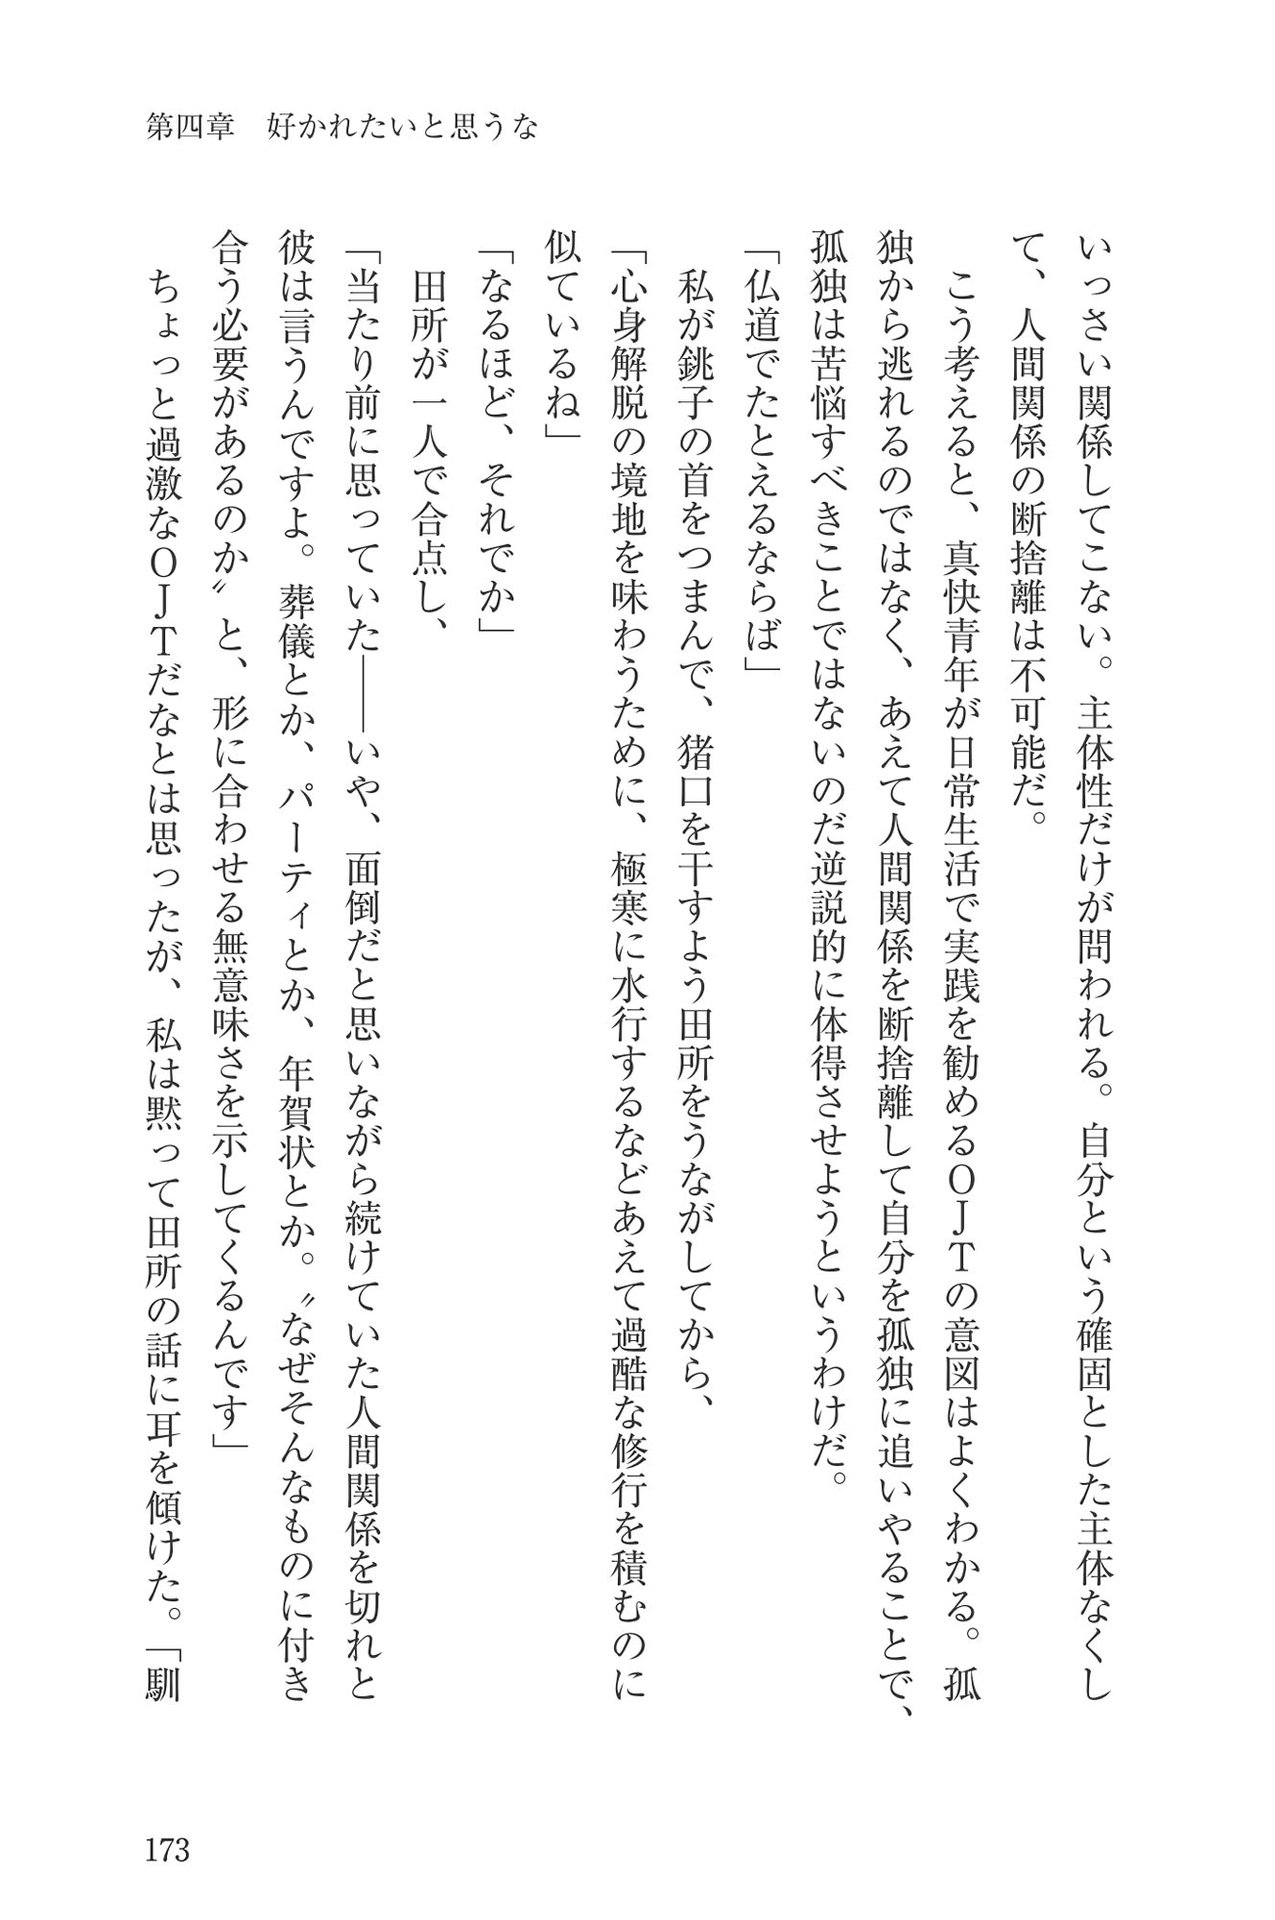 第四章　好かれたいと思うな
いっさい関係してこない。主体性だけが問われる。自分という確固とした主体なくし
て、人間関係の断捨離は不可能だ。
　こう考えると、真快青年が日常生活で実践を勧めるＯＪＴの意図はよくわかる。孤
独から逃れるのではなく、あえて人間関係を断捨離して自分を孤独に追いやることで、
孤独は苦悩すべきことではないのだ逆説的に体得させようというわけだ。
「仏道でたとえるならば」
　私が銚子の首をつまんで、猪口を干すよう田所をうながしてから、
「心身解脱の境地を味わうために、極寒に水行するなどあえて過酷な修行を積むのに
似ているね」
「なるほど、それでか」
　田所が一人で合点し、
「当たり前に思っていた――いや、面倒だと思いながら続けていた人間関係を切れと
彼は言うんですよ。葬儀とか、パーティとか、年賀状とか。〝なぜそんなものに付き
合う必要があるのか〟と、形に合わせる無意味さを示してくるんです」
　ちょっと過激なＯＪＴだなとは思ったが、私は黙って田所の話に耳を傾けた。「馴
173